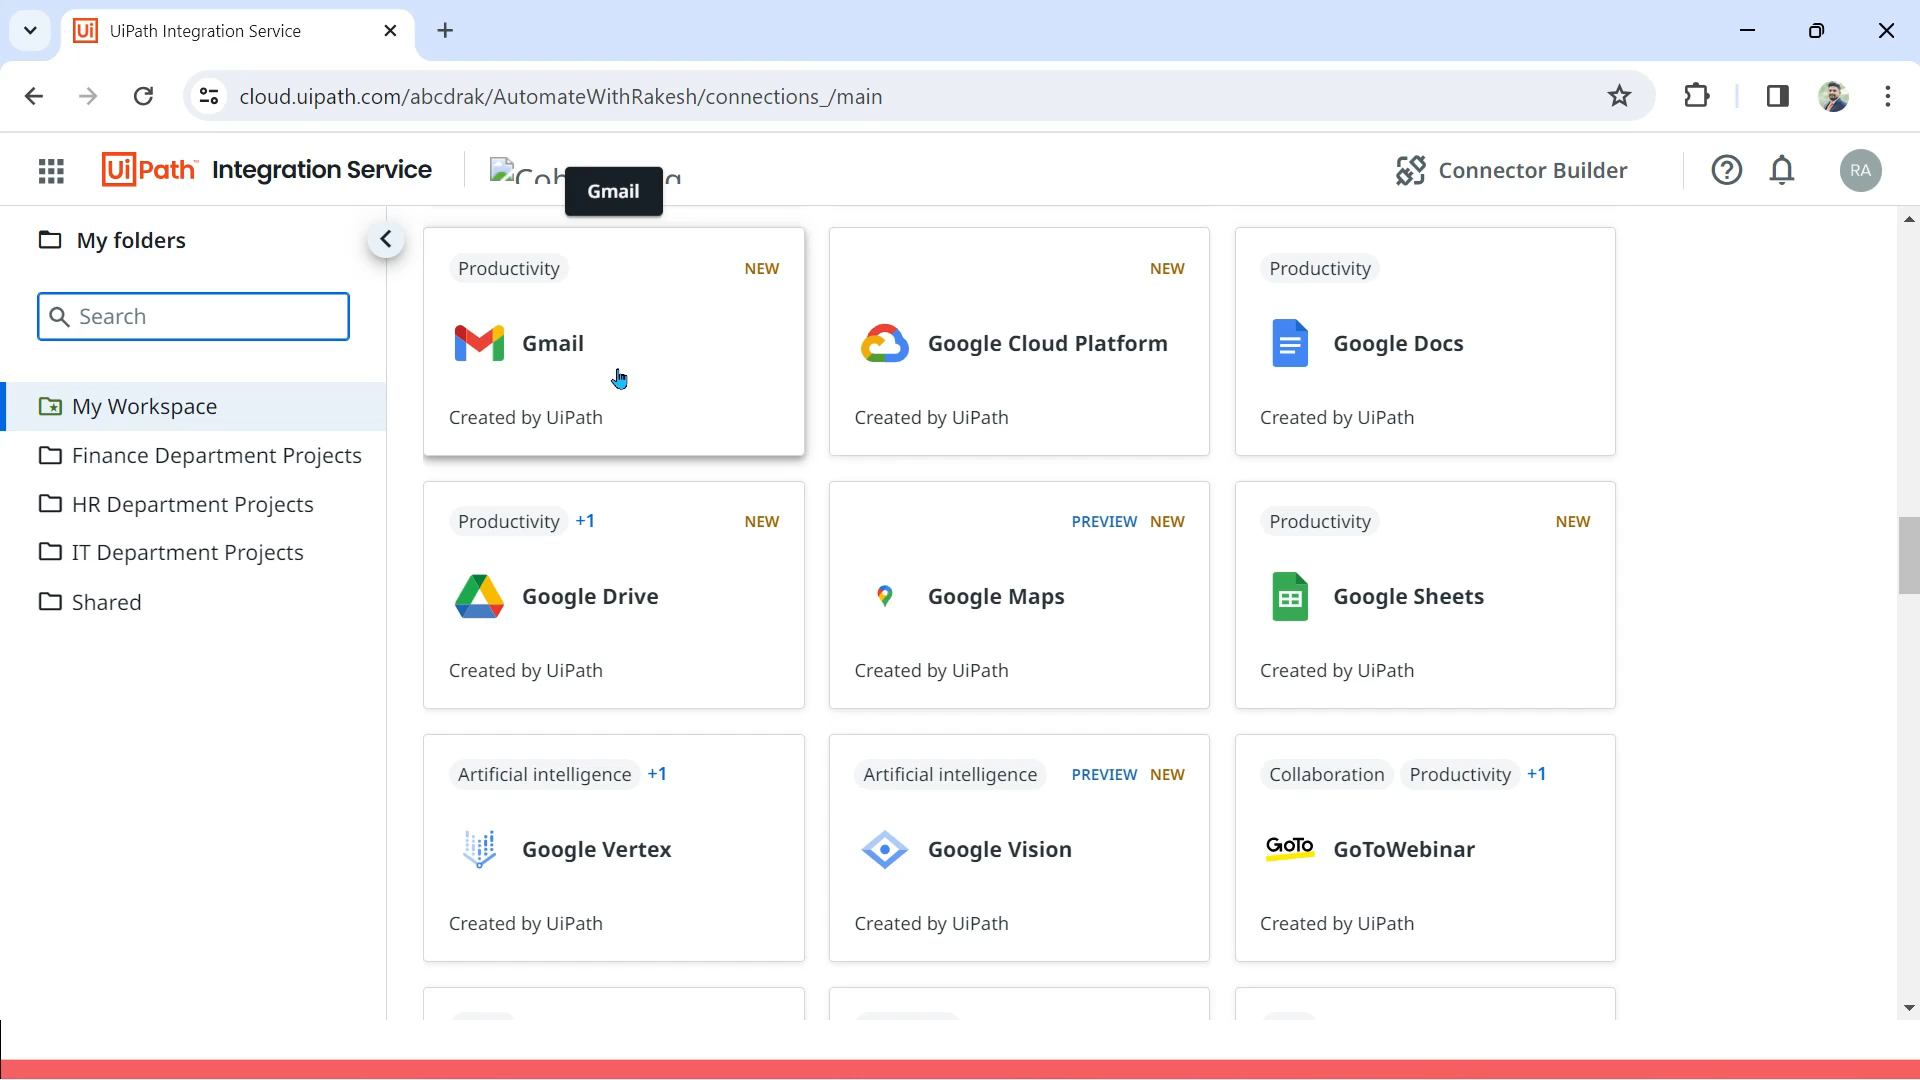 UiPath Integration Service
cloud.uipath.com/abcdrak/AutomateWithRakesh/connections_/main
UiPath Integration Service
Gmail
Connector Builder
RA
My folders
Search
My Workspace
Finance Department Projects
HR Department Projects
IT Department Projects
Shared
Productivity NEW
Gmail
Created by UiPath
NEW
Google Cloud Platform
Created by UiPath
Productivity
Google Docs
Created by UiPath
Productivity +1 NEW
Google Drive
Created by UiPath
PREVIEW NEW
Google Maps
Created by UiPath
Productivity NEW
Google Sheets
Created by UiPath
Artificial intelligence +1
Google Vertex
Created by UiPath
Artificial intelligence PREVIEW NEW
Google Vision
Created by UiPath
Collaboration Productivity +1
GoTo GoToWebinar
Created by UiPath